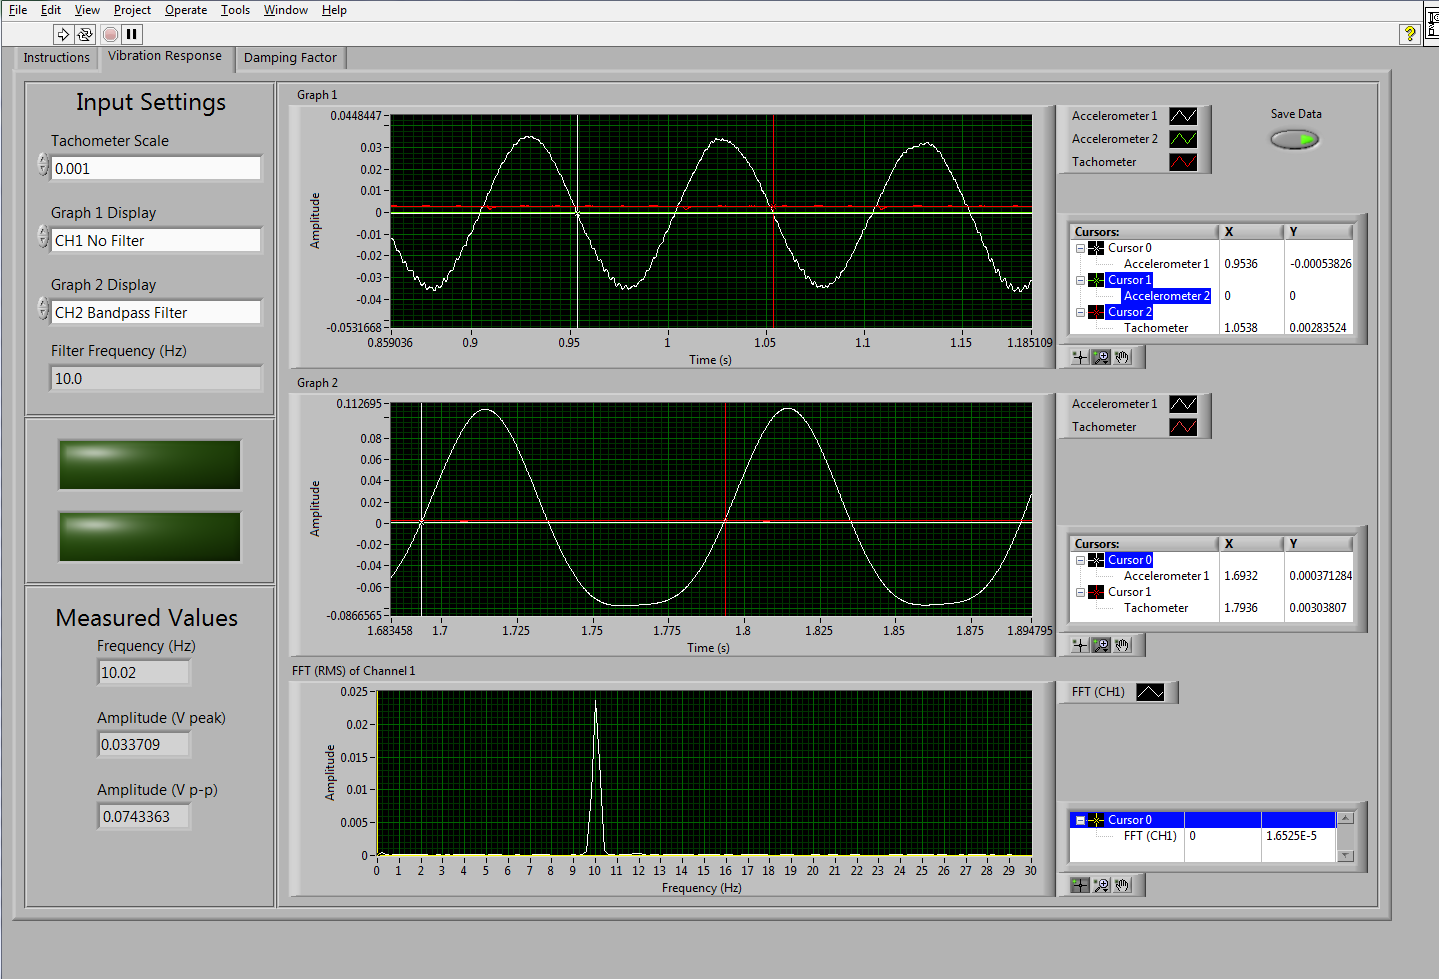 File Edit View Project Operate Tools Window Help
?
Instructions Vibration Response Damping Factor
Input Settings
Tachometer Scale
0.001
Graph 1 Display
CH1 No Filter
Graph 2 Display
CH2 Bandpass Filter
Filter Frequency (Hz)
10.0
Measured Values
Frequency (Hz)
10.02
Amplitude (V peak)
0.033709
Amplitude (V p-p)
0.0743363
Graph 1
0.0448447
0.03
0.02
0.01
0
-0.01
-0.02
-0.03
-0.04
-0.0531668
Amplitude
0.859036 0.9 0.95 1 1.05 1.1 1.15 1.185109
Time (s)
Accelerometer 1
Accelerometer 2
Tachometer
Save Data
Cursors: X Y
Cursor 0
Accelerometer 1 0.9536 -0.00053826
Cursor 1
Accelerometer 2 0 0
Cursor 2
Tachometer 1.0538 0.00283524
Graph 2
0.112695
0.08
0.06
0.04
0.02
0
-0.02
-0.04
-0.06
-0.0866565
Amplitude
1.683458 1.7 1.725 1.75 1.775 1.8 1.825 1.85 1.875 1.894795
Time (s)
Accelerometer 1
Tachometer
Cursors: X Y
Cursor 0
Accelerometer 1 1.6932 0.000371284
Cursor 1
Tachometer 1.7936 0.00303807
FFT (RMS) of Channel 1
0.025
0.02
0.015
0.01
0.005
0
Amplitude
0 1 2 3 4 5 6 7 8 9 10 11 12 13 14 15 16 17 18 19 20 21 22 23 24 25 26 27 28 29 30
Frequency (Hz)
FFT (CH1)
Cursor 0
FFT (CH1) 0 1.6525E-5